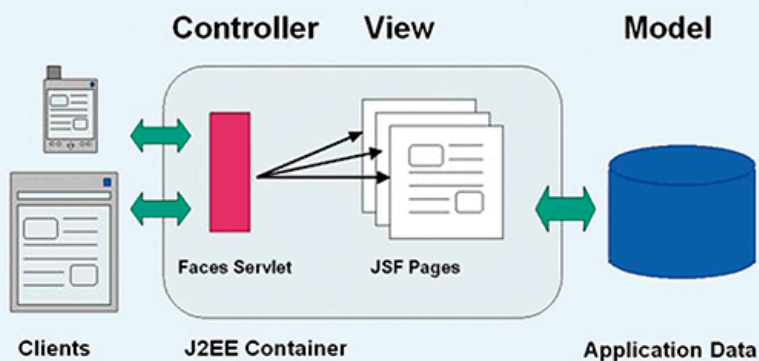 Controller View Model
Faces Servlet JSF Pages
Clients J2EE Container Application Data